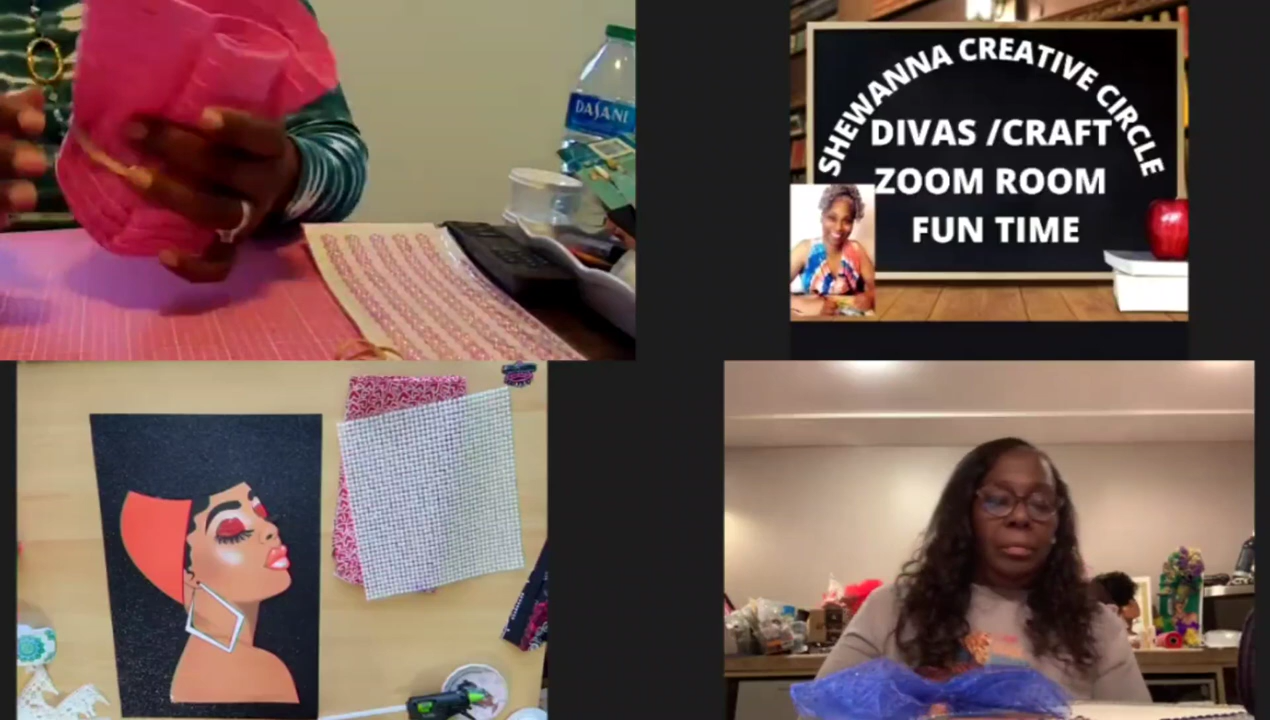 DASANI
SHEWANNA CREATIVE CIRCLE
DIVAS /CRAFT
ZOOM ROOM
FUN TIME